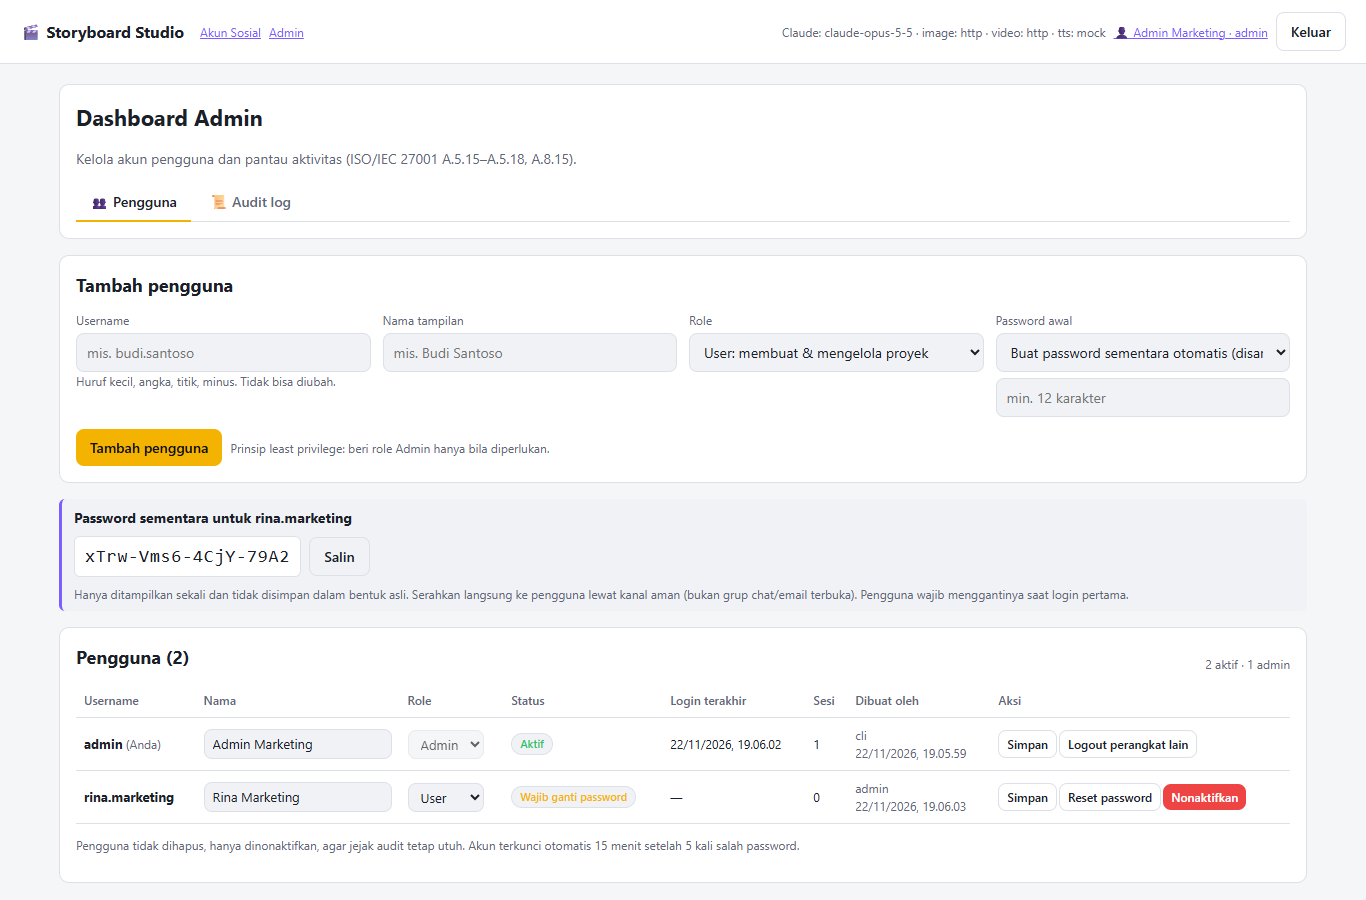 Storyboard Studio Akun Sosial Admin Claude: claude-opus-5-5 · image: http · video: http · tts: mock Admin Marketing · admin Keluar
Dashboard Admin
Kelola akun pengguna dan pantau aktivitas (ISO/IEC 27001 A.5.15–A.5.18, A.8.15).
Pengguna Audit log
Tambah pengguna
Username Nama tampilan Role Password awal
mis. budi.santoso mis. Budi Santoso User: membuat & mengelola proyek Buat password sementara otomatis (disar
Huruf kecil, angka, titik, minus. Tidak bisa diubah.
min. 12 karakter
Tambah pengguna Prinsip least privilege: beri role Admin hanya bila diperlukan.
Password sementara untuk rina.marketing
xTrw-Vms6-4CjY-79A2 Salin
Hanya ditampilkan sekali dan tidak disimpan dalam bentuk asli. Serahkan langsung ke pengguna lewat kanal aman (bukan grup chat/email terbuka). Pengguna wajib menggantinya saat login pertama.
Pengguna (2)
2 aktif · 1 admin
Username Nama Role Status Login terakhir Sesi Dibuat oleh Aksi
admin (Anda) Admin Marketing Admin Aktif 22/11/2026, 19.06.02 1 cli 22/11/2026, 19.05.59 Simpan Logout perangkat lain
rina.marketing Rina Marketing User Wajib ganti password — 0 admin 22/11/2026, 19.06.03 Simpan Reset password Nonaktifkan
Pengguna tidak dihapus, hanya dinonaktifkan, agar jejak audit tetap utuh. Akun terkunci otomatis 15 menit setelah 5 kali salah password.